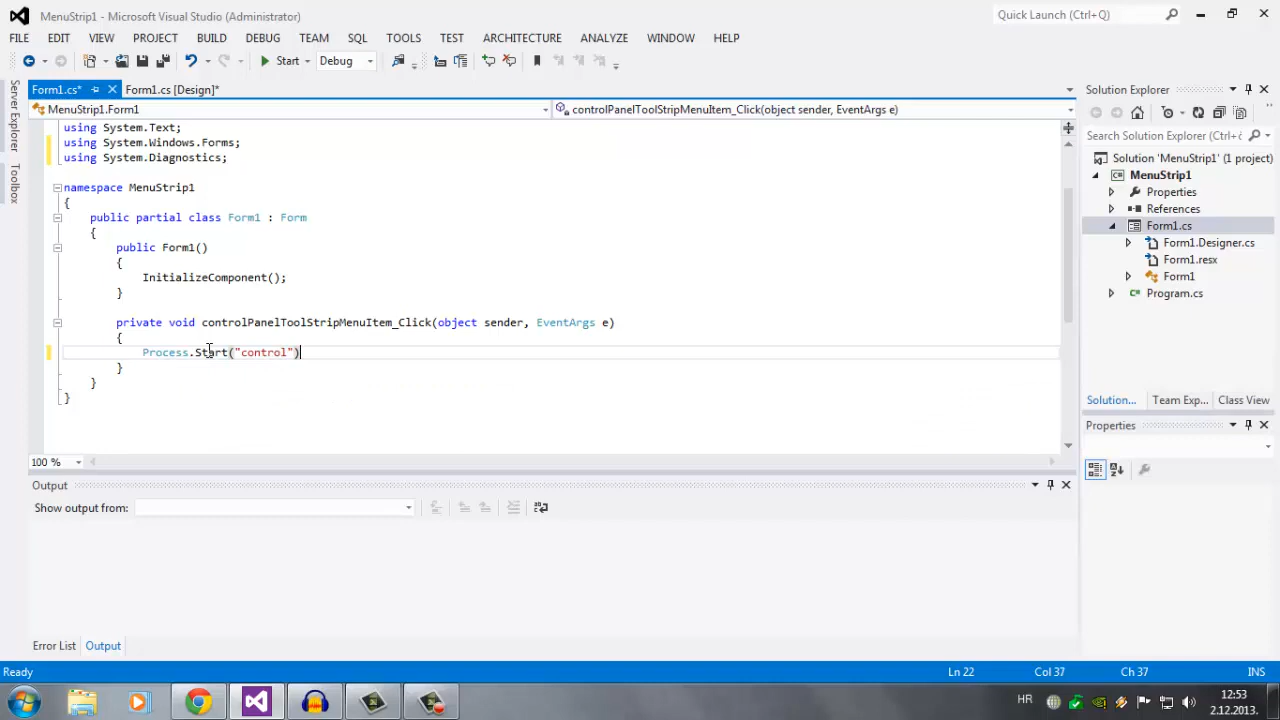 MenuStrip1 - Microsoft Visual Studio (Administrator)
Quick Launch (Ctrl+Q)
FILE EDIT VIEW PROJECT BUILD DEBUG TEAM SQL TOOLS TEST ARCHITECTURE ANALYZE WINDOW HELP
Start Debug
Server Explorer
Toolbox
Form1.cs* Form1.cs [Design]*
MenuStrip1.Form1 controlPanelToolStripMenuItem_Click(object sender, EventArgs e)
using System.Text;
using System.Windows.Forms;
using System.Diagnostics;
namespace MenuStrip1
{
public partial class Form1 : Form
{
public Form1()
{
InitializeComponent();
}
private void controlPanelToolStripMenuItem_Click(object sender, EventArgs e)
{
Process.Start("control")
}
}
}
100 %
Output
Show output from:
Error List Output
Solution Explorer
Search Solution Explorer (Ctrl+č
Solution 'MenuStrip1' (1 project)
MenuStrip1
Properties
References
Form1.cs
Form1.Designer.cs
Form1.resx
Form1
Program.cs
Solution... Team Exp... Class View
Properties
Ready Ln 22 Col 37 Ch 37 INS
HR
12:53
2.12.2013.